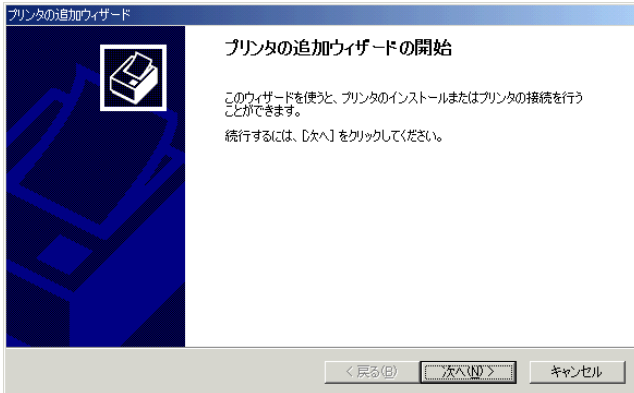 プリンタの追加ウィザード
プリンタの追加ウィザードの開始
このウィザードを使うと、プリンタのインストールまたはプリンタの接続を行う
ことができます。
続行するには、[次へ] をクリックしてください。
< 戻る(B)
次へ(N) >
キャンセル